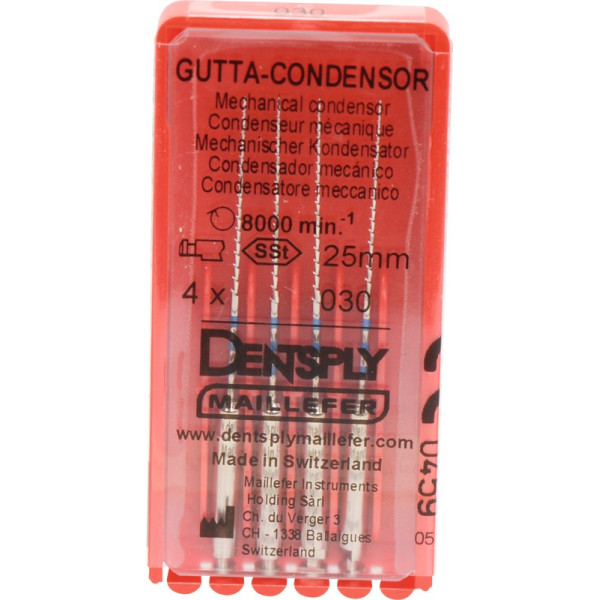 030
GUTTA-CONDENSOR
Mechanical condensor
Condenseur mécanique
Mechanischer Kondensator
Condensador mecánico
Condensatore meccanico
8000 min.-1
SSt 25mm
4 x 030
DENTSPLY
MAILLEFER
www.dentsplymaillefer.com
Made in Switzerland
Maillefer Instruments
Holding Sàrl
Ch. du Verger 3
CH - 1338 Ballaigues
Switzerland
0459
05